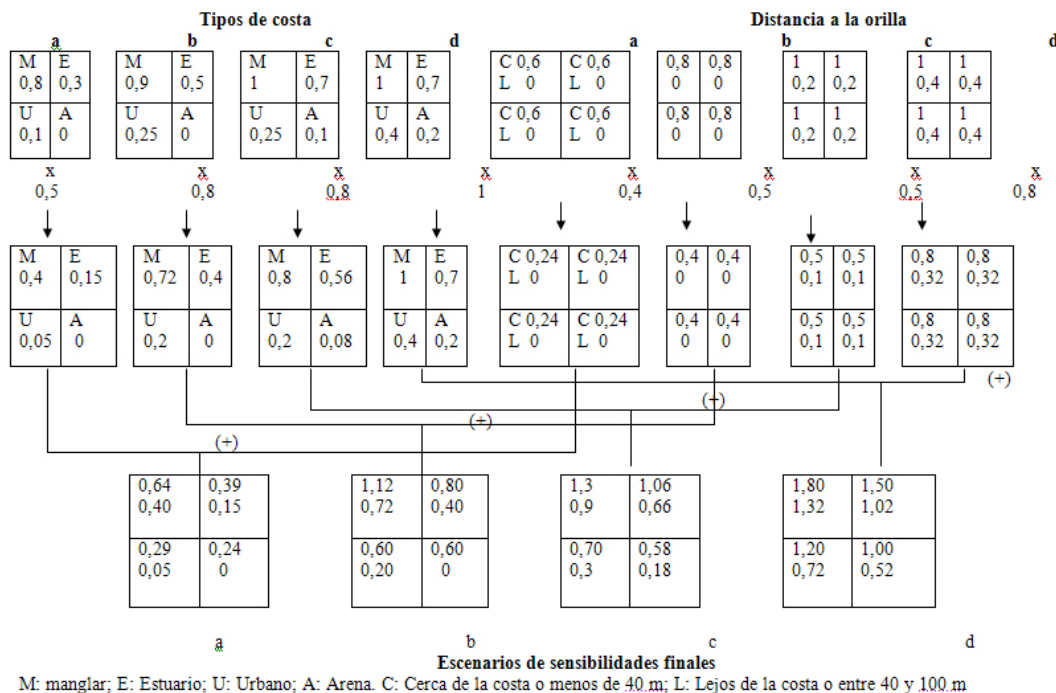 Tipos de costa Distancia a la orilla
a b c d a b c d
M E M E M E M E C 0,6 C 0,6 0,8 0,8 1 1 1 1
0,8 0,3 0,9 0,5 1 0,7 1 0,7 L 0 L 0 0 0 0,2 0,2 0,4 0,4
U A U A U A U A C 0,6 C 0,6 0,8 0,8 1 1 1 1
0,1 0 0,25 0 0,25 0,1 0,4 0,2 L 0 L 0 0 0 0,2 0,2 0,4 0,4
x x x x x x x x
0,5 0,8 0,8 1 0,4 0,5 0,5 0,8
M E M E M E M E C 0,24 C 0,24 0,4 0,4 0,5 0,5 0,8 0,8
0,4 0,15 0,72 0,4 0,8 0,56 1 0,7 L 0 L 0 0 0 0,1 0,1 0,32 0,32
U A U A U A U A C 0,24 C 0,24 0,4 0,4 0,5 0,5 0,8 0,8
0,05 0 0,2 0 0,2 0,08 0,4 0,2 L 0 L 0 0 0 0,1 0,1 0,32 0,32
(+)
(+)
(+)
(+)
0,64 0,39 1,12 0,80 1,3 1,06 1,80 1,50
0,40 0,15 0,72 0,40 0,9 0,66 1,32 1,02
0,29 0,24 0,60 0,60 0,70 0,58 1,20 1,00
0,05 0 0,20 0 0,3 0,18 0,72 0,52
a b c d
Escenarios de sensibilidades finales
M: manglar; E: Estuario; U: Urbano; A: Arena. C: Cerca de la costa o menos de 40 m; L: Lejos de la costa o entre 40 y 100 m